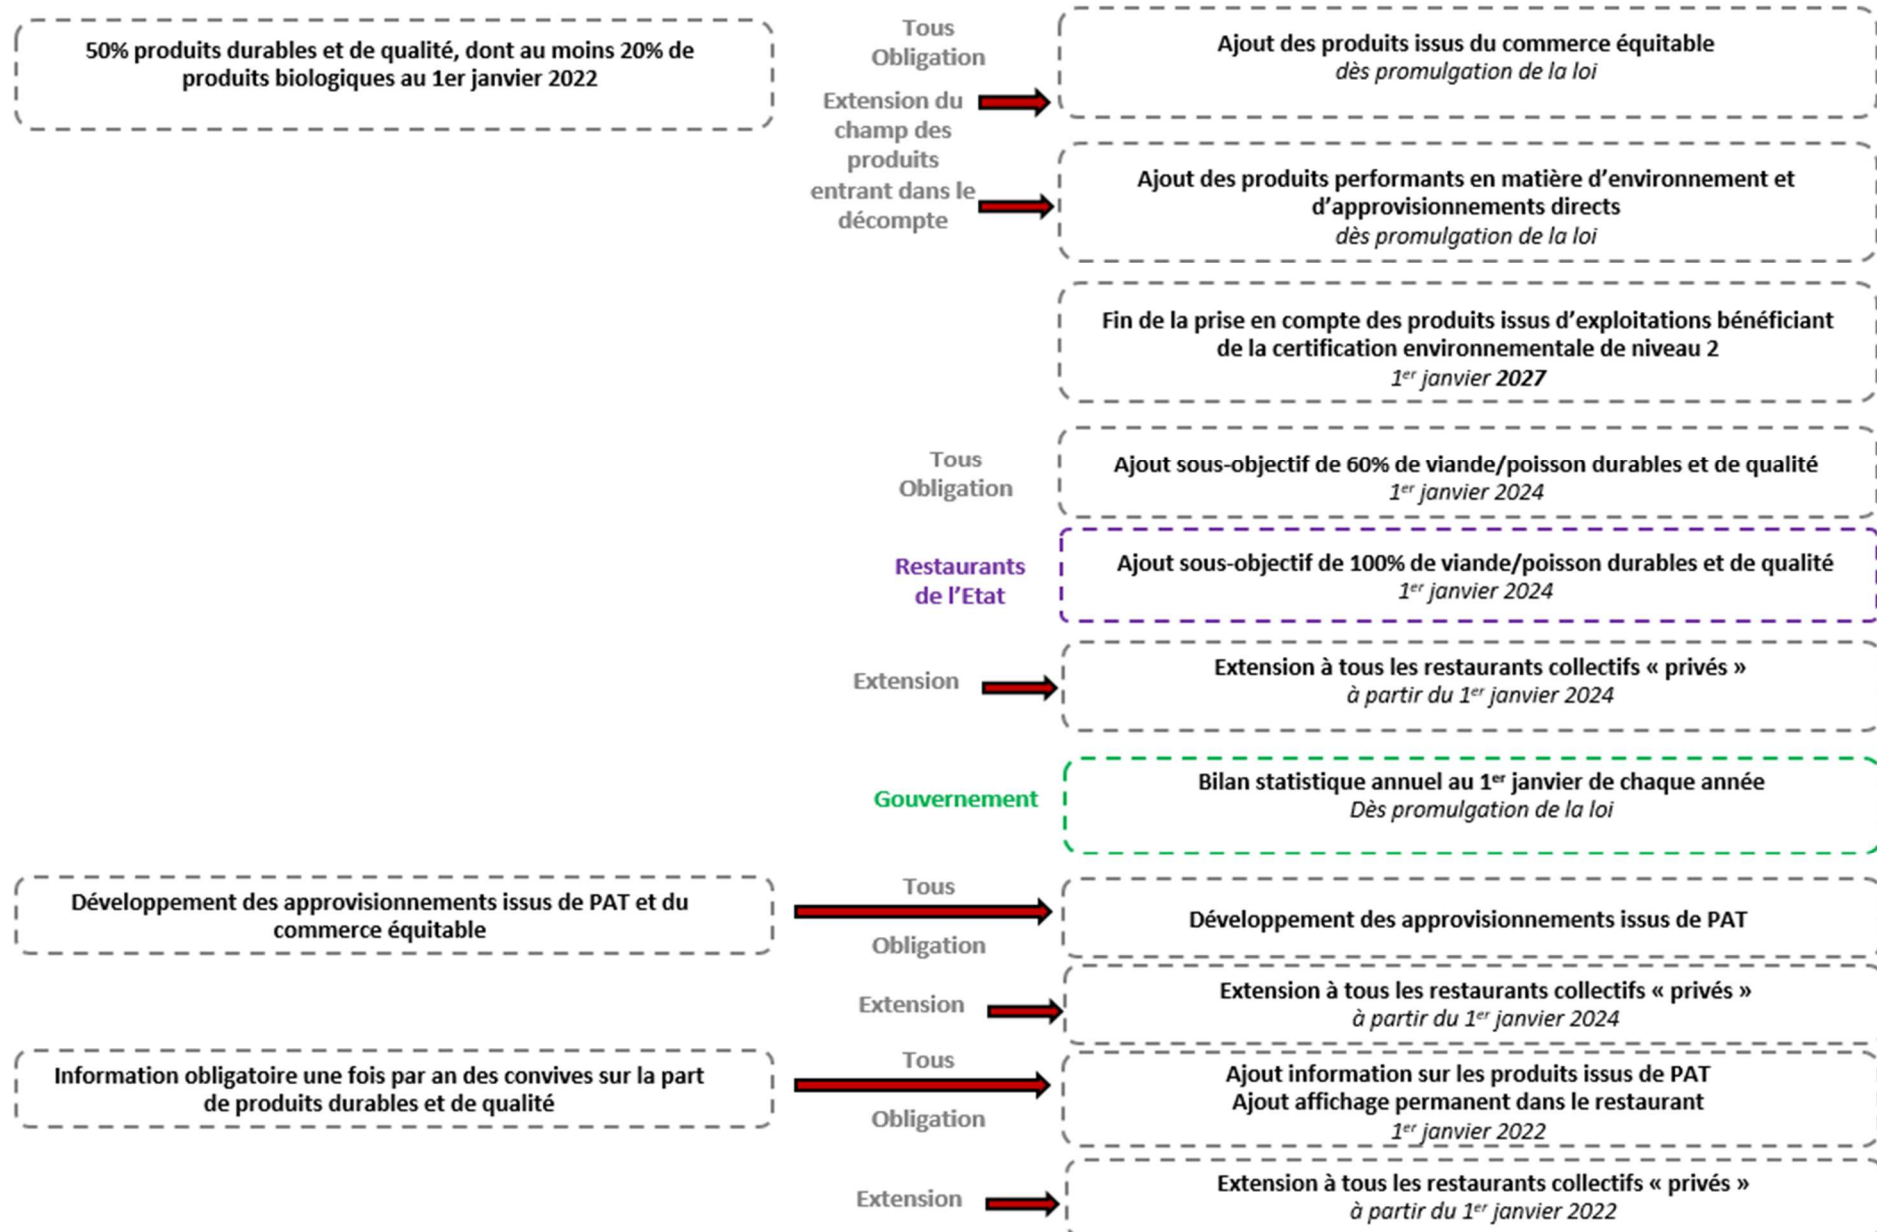 50% produits durables et de qualité, dont au moins 20% de
produits biologiques au 1er janvier 2022
Tous
Obligation
Extension du
champ des
produits
entrant dans le
décompte
Ajout des produits issus du commerce équitable
dès promulgation de la loi
Ajout des produits performants en matière d’environnement et
d’approvisionnements directs
dès promulgation de la loi
Fin de la prise en compte des produits issus d’exploitations bénéficiant
de la certification environnementale de niveau 2
1er janvier 2027
Tous
Obligation
Ajout sous-objectif de 60% de viande/poisson durables et de qualité
1er janvier 2024
Restaurants
de l’Etat
Ajout sous-objectif de 100% de viande/poisson durables et de qualité
1er janvier 2024
Extension
Extension à tous les restaurants collectifs « privés »
à partir du 1er janvier 2024
Gouvernement
Bilan statistique annuel au 1er janvier de chaque année
Dès promulgation de la loi
Développement des approvisionnements issus de PAT et du
commerce équitable
Tous
Obligation
Développement des approvisionnements issus de PAT
Extension
Extension à tous les restaurants collectifs « privés »
à partir du 1er janvier 2024
Information obligatoire une fois par an des convives sur la part
de produits durables et de qualité
Tous
Obligation
Ajout information sur les produits issus de PAT
Ajout affichage permanent dans le restaurant
1er janvier 2022
Extension
Extension à tous les restaurants collectifs « privés »
à partir du 1er janvier 2022